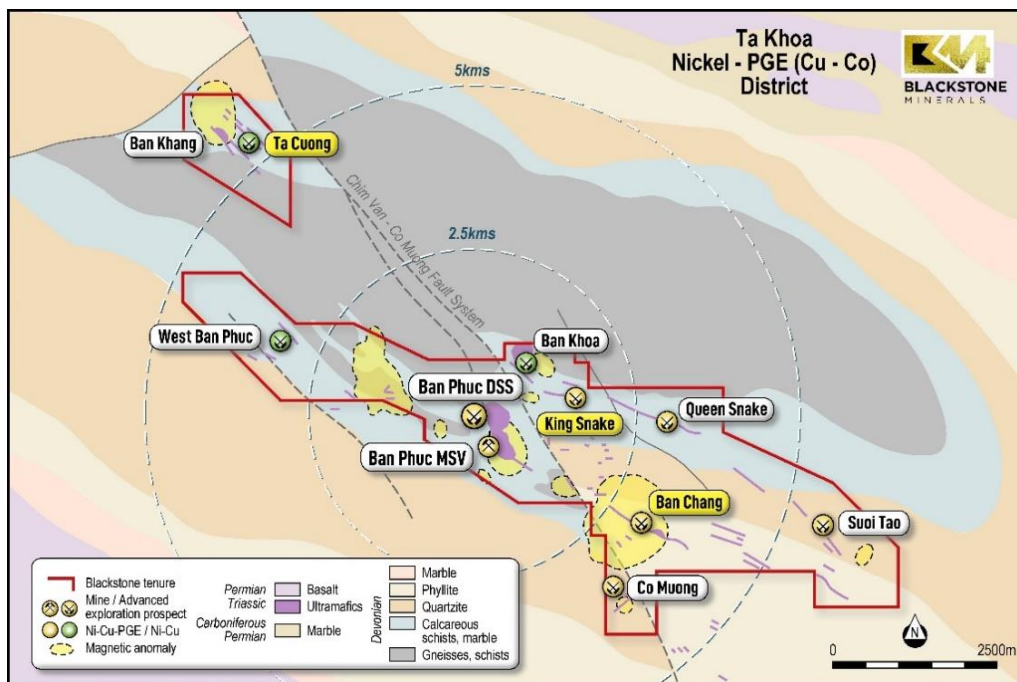 Ta Khoa
Nickel - PGE (Cu - Co)
District
BLACKSTONE
MINERALS
5kms
Ban Khang
Ta Cuong
Chim Van - Co Muong Fault System
2.5kms
West Ban Phuc
Ban Khoa
Ban Phuc DSS
King Snake
Queen Snake
Ban Phuc MSV
Ban Chang
Suoi Tao
Co Muong
Blackstone tenure
Mine / Advanced
exploration prospect
Ni-Cu-PGE / Ni-Cu
Magnetic anomaly
Permian
Triassic
Carboniferous
Permian
Basalt
Ultramafics
Marble
Devonian
Marble
Phyllite
Quartzite
Calcareous
schists, marble
Gneisses, schists
N
0
2500m